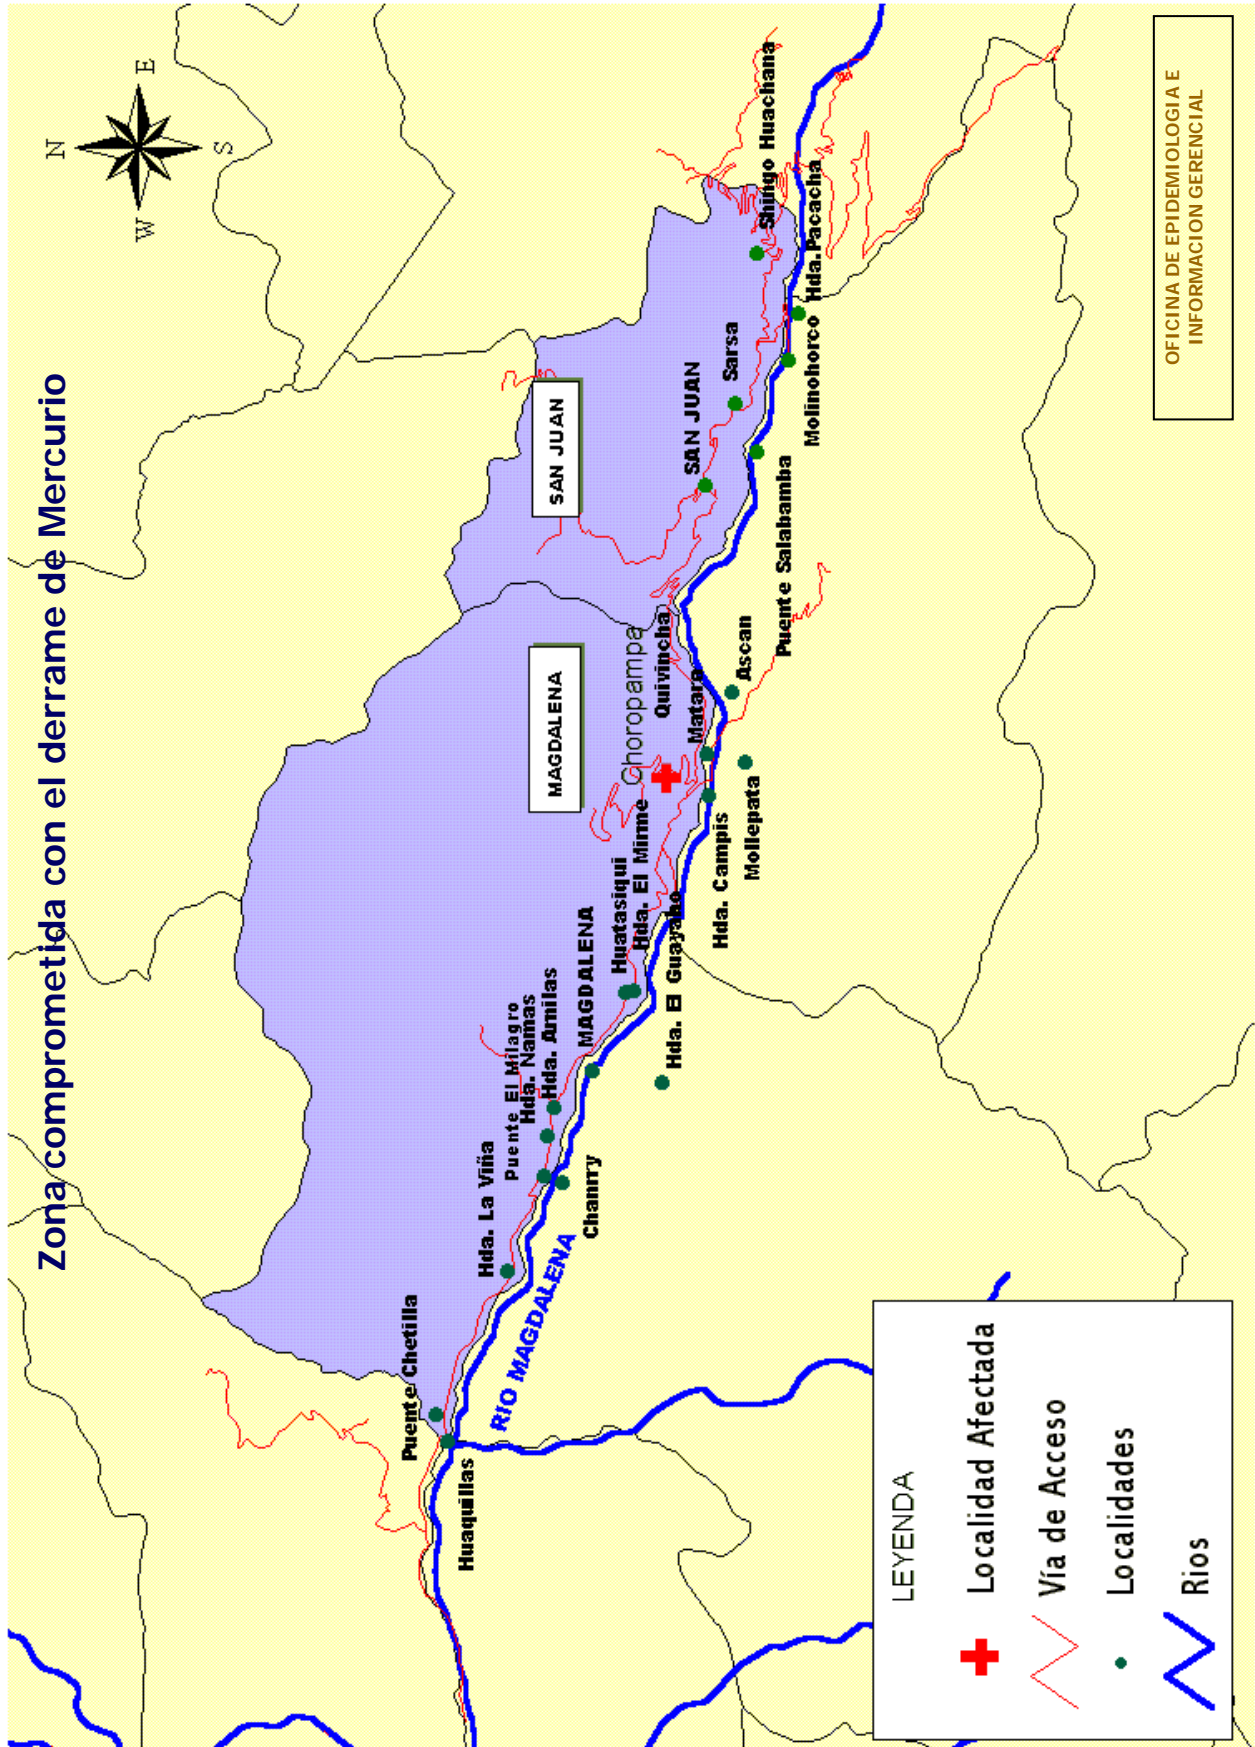 Zona comprometida con el derrame de Mercurio
N
W
E
S
SAN JUAN
MAGDALENA
Puente Chetilla
Huaquillas
Hda. La Viña
Puente El Milagro
Hda. Namas
Hda. Amilas
Chanrry
RIO MAGDALENA
MAGDALENA
Huatasiqui
Hda. El Mirme
Hda. El Guayabo
Choropampa
Quivincha
Matara
Hda. Campis
Mollepata
Ascan
Puente Salabamba
SAN JUAN
Sarsa
Molinohorco
Hda.Pacacha
Shingo Huachana
LEYENDA
Localidad Afectada
Vía de Acceso
Localidades
Rios
OFICINA DE EPIDEMIOLOGIA E
INFORMACION GERENCIAL